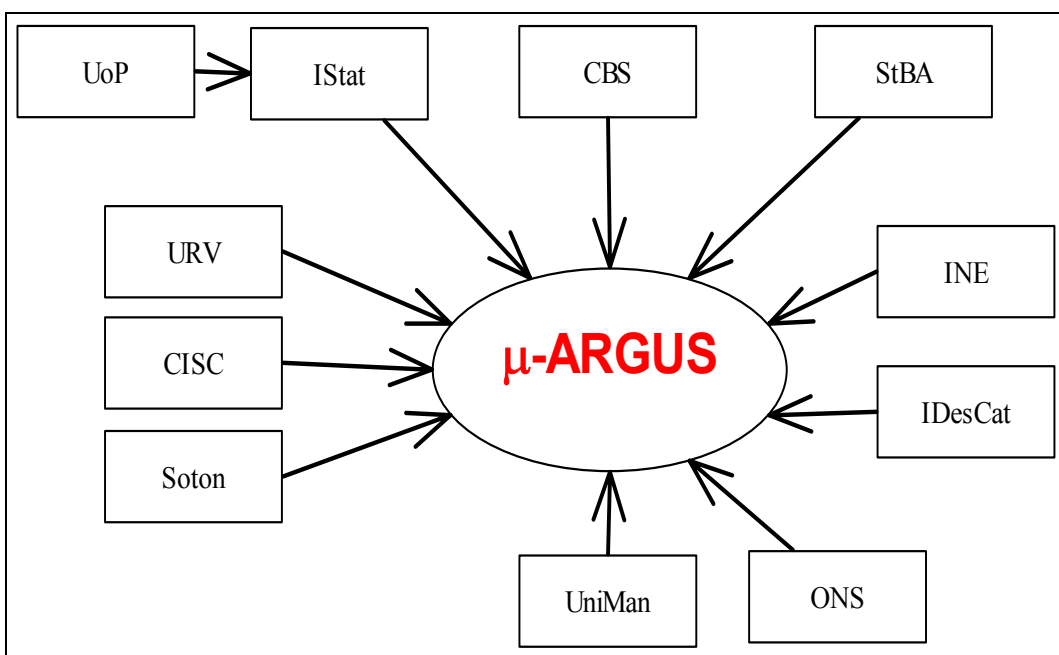 UoP
IStat
CBS
StBA
URV
INE
CISC
μ-ARGUS
IDesCat
Soton
UniMan
ONS